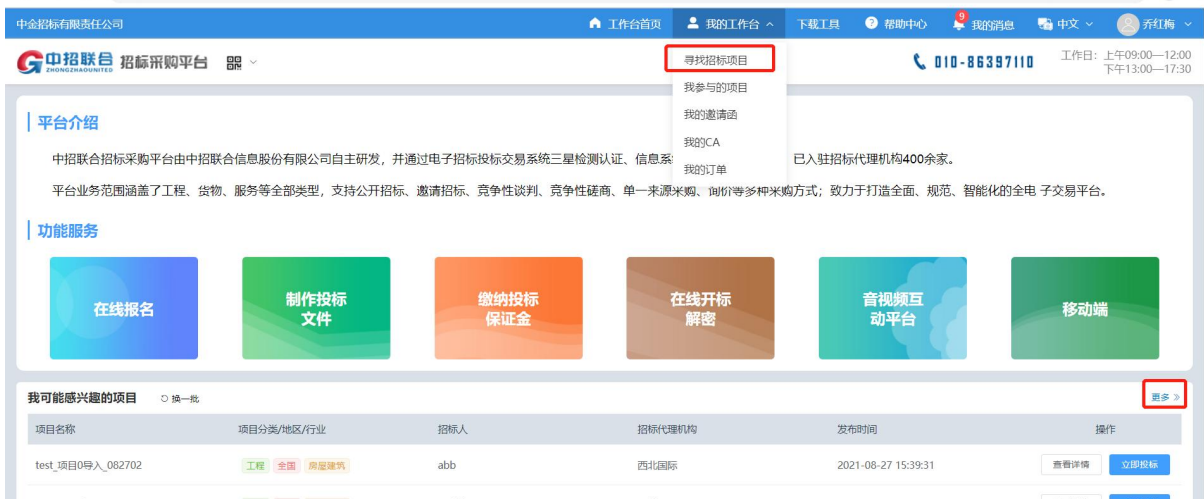 中金招标有限责任公司 工作台首页 我的工作台 下载工具 帮助中心 9 我的消息 中文 乔红梅
中招联合 ZHONGZHAOUNITED 招标采购平台 010-86397110 工作日：上午09:00—12:00
下午13:00—17:30
寻找招标项目
我参与的项目
我的邀请函
我的CA
我的订单
平台介绍
中招联合招标采购平台由中招联合信息股份有限公司自主研发，并通过电子招标投标交易系统三星检测认证、信息系 已入驻招标代理机构400余家。
平台业务范围涵盖了工程、货物、服务等全部类型，支持公开招标、邀请招标、竞争性谈判、竞争性磋商、单一来源采购、询价等多种采购方式；致力于打造全面、规范、智能化的全电 子交易平台。
功能服务
在线报名
制作投标
文件
缴纳投标
保证金
在线开标
解密
音视频互
动平台
移动端
我可能感兴趣的项目 换一批 更多
项目名称 项目分类/地区/行业 招标人 招标代理机构 发布时间 操作
test_项目0导入_082702 工程 全国 房屋建筑 abb 西北国际 2021-08-27 15:39:31 查看详情 立即投标